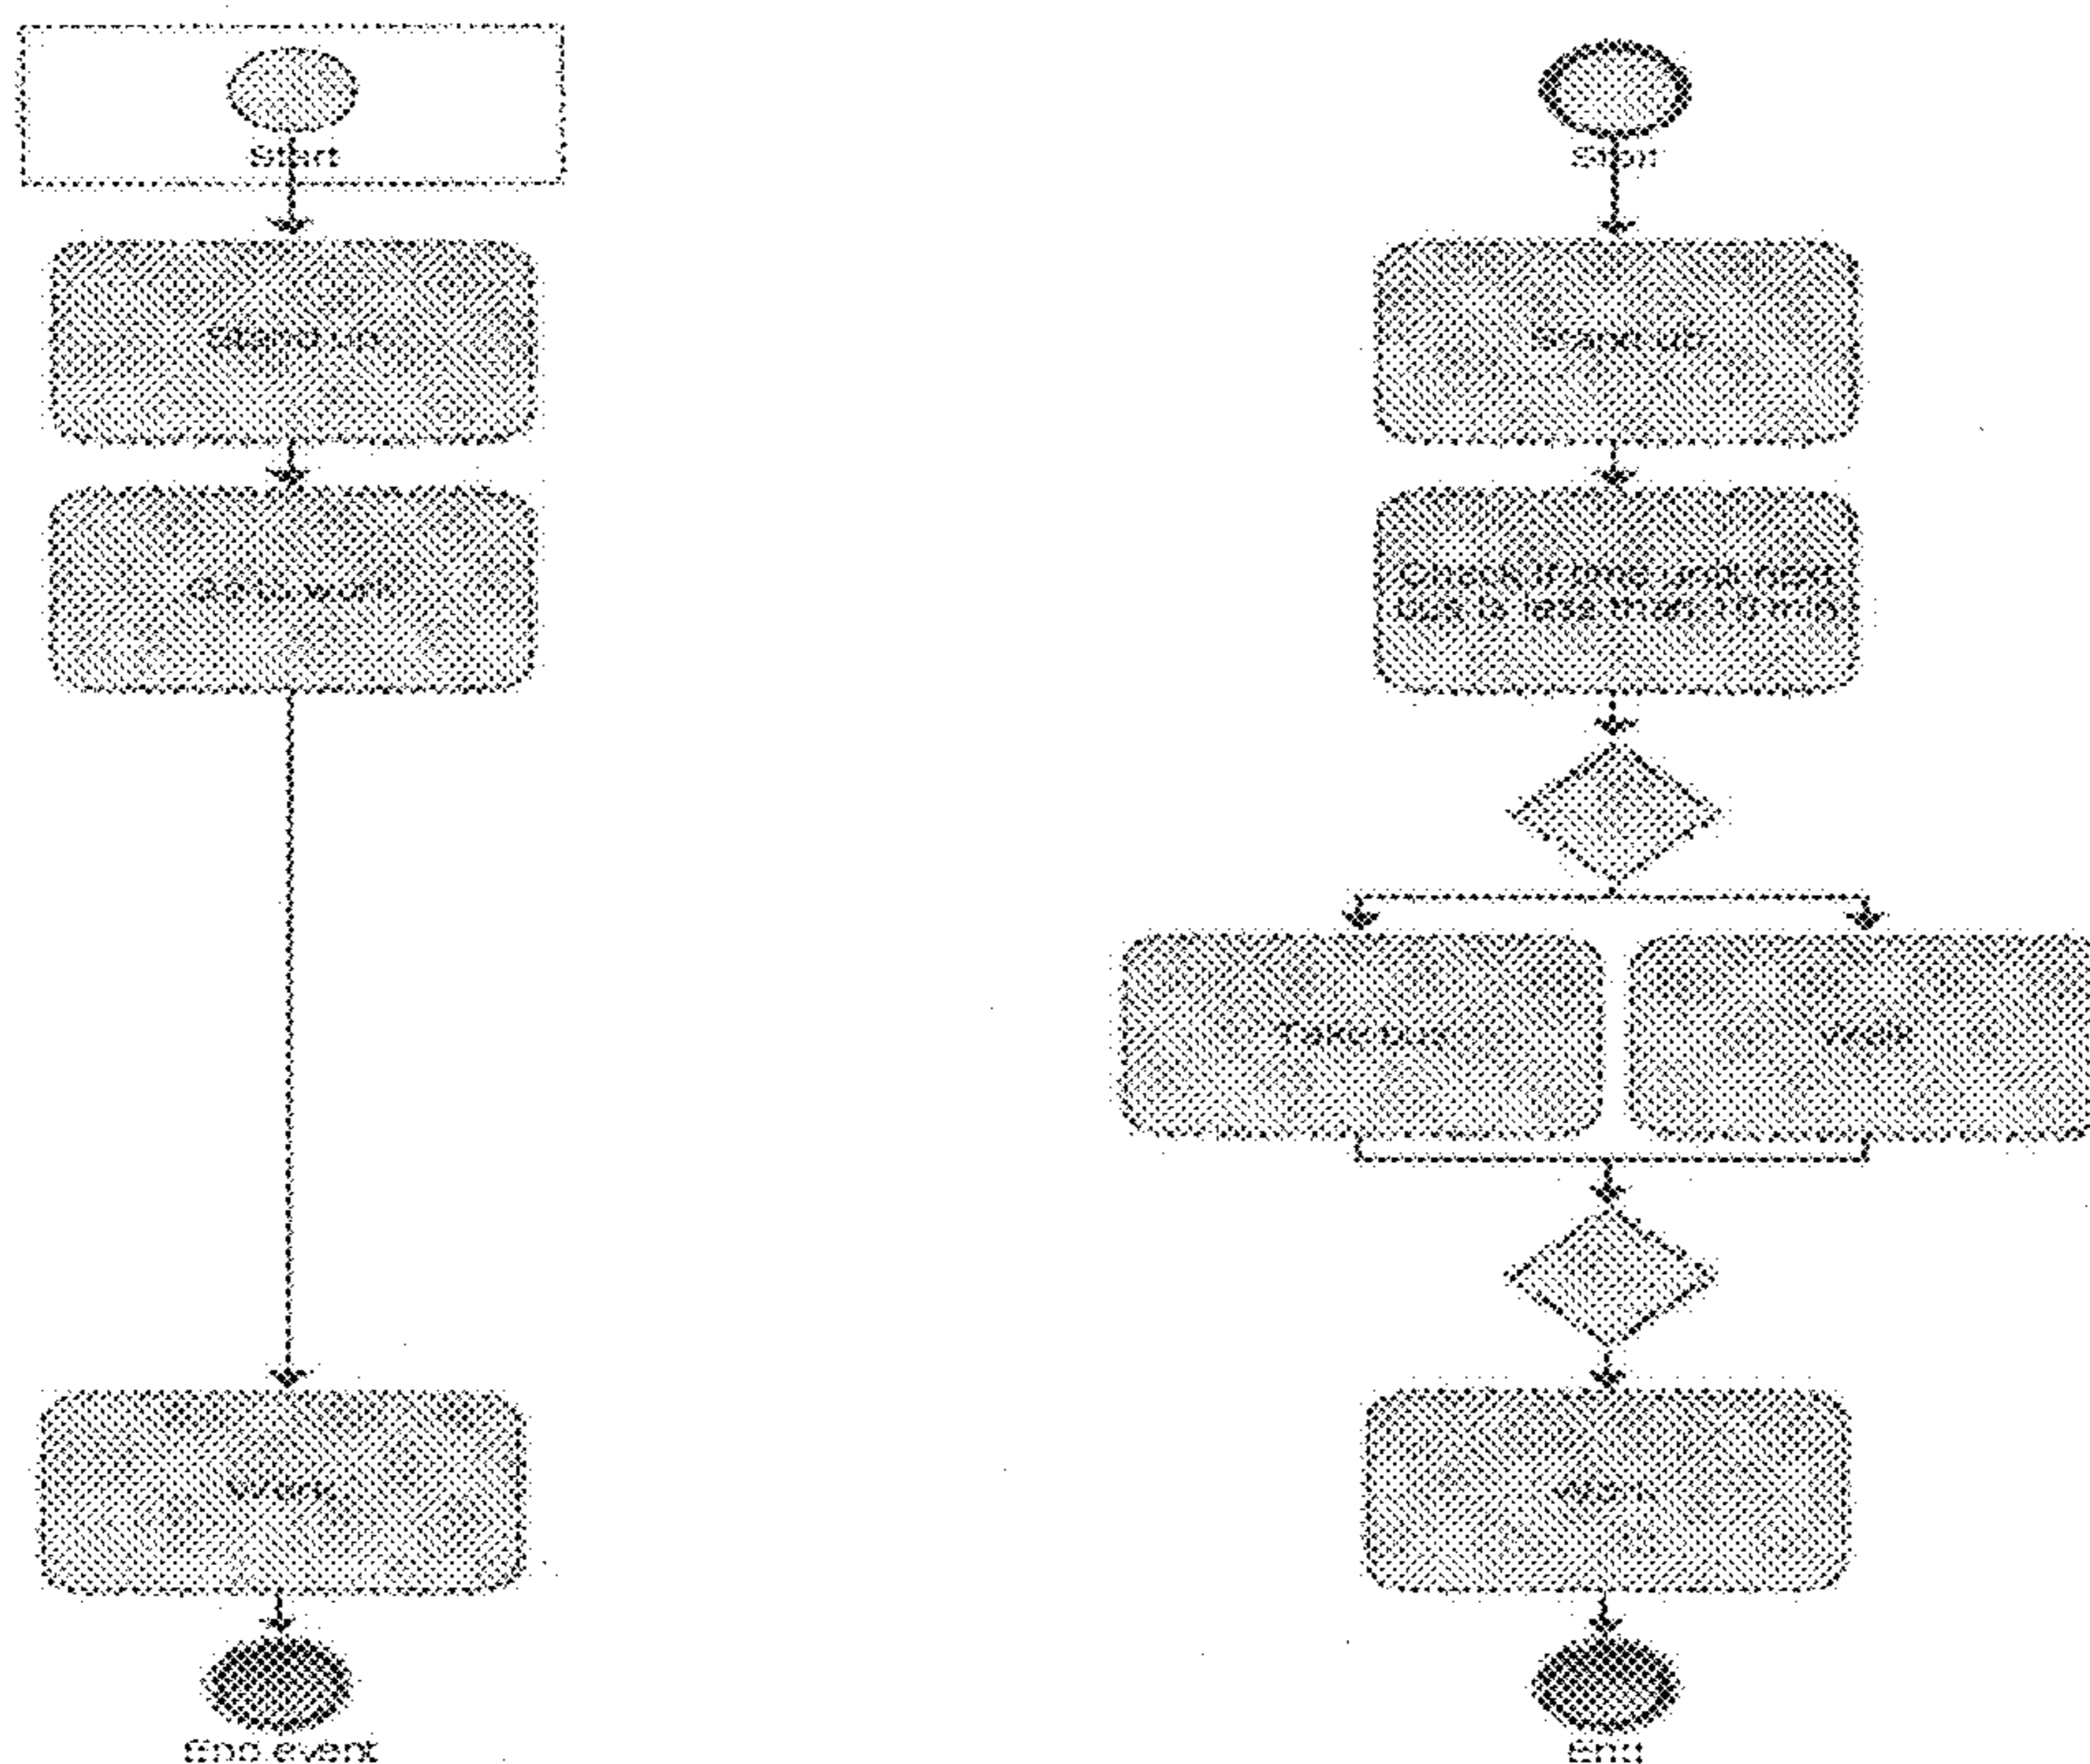 Start
Stand up
Go to work
Work
End event
Start
Stand up
Check if time until next
bus is less than 10 min
Take bus
Walk
Work
End